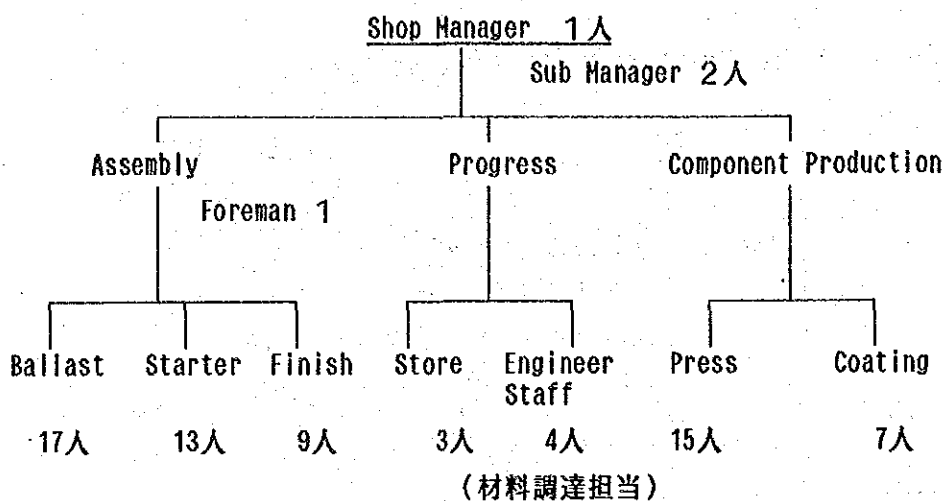 Shop Manager 1人
Sub Manager 2人
Assembly Progress Component Production
Foreman 1
Ballast Starter Finish Store Engineer Press Coating
Staff
17人 13人 9人 3人 4人 15人 7人
(材料調達担当)